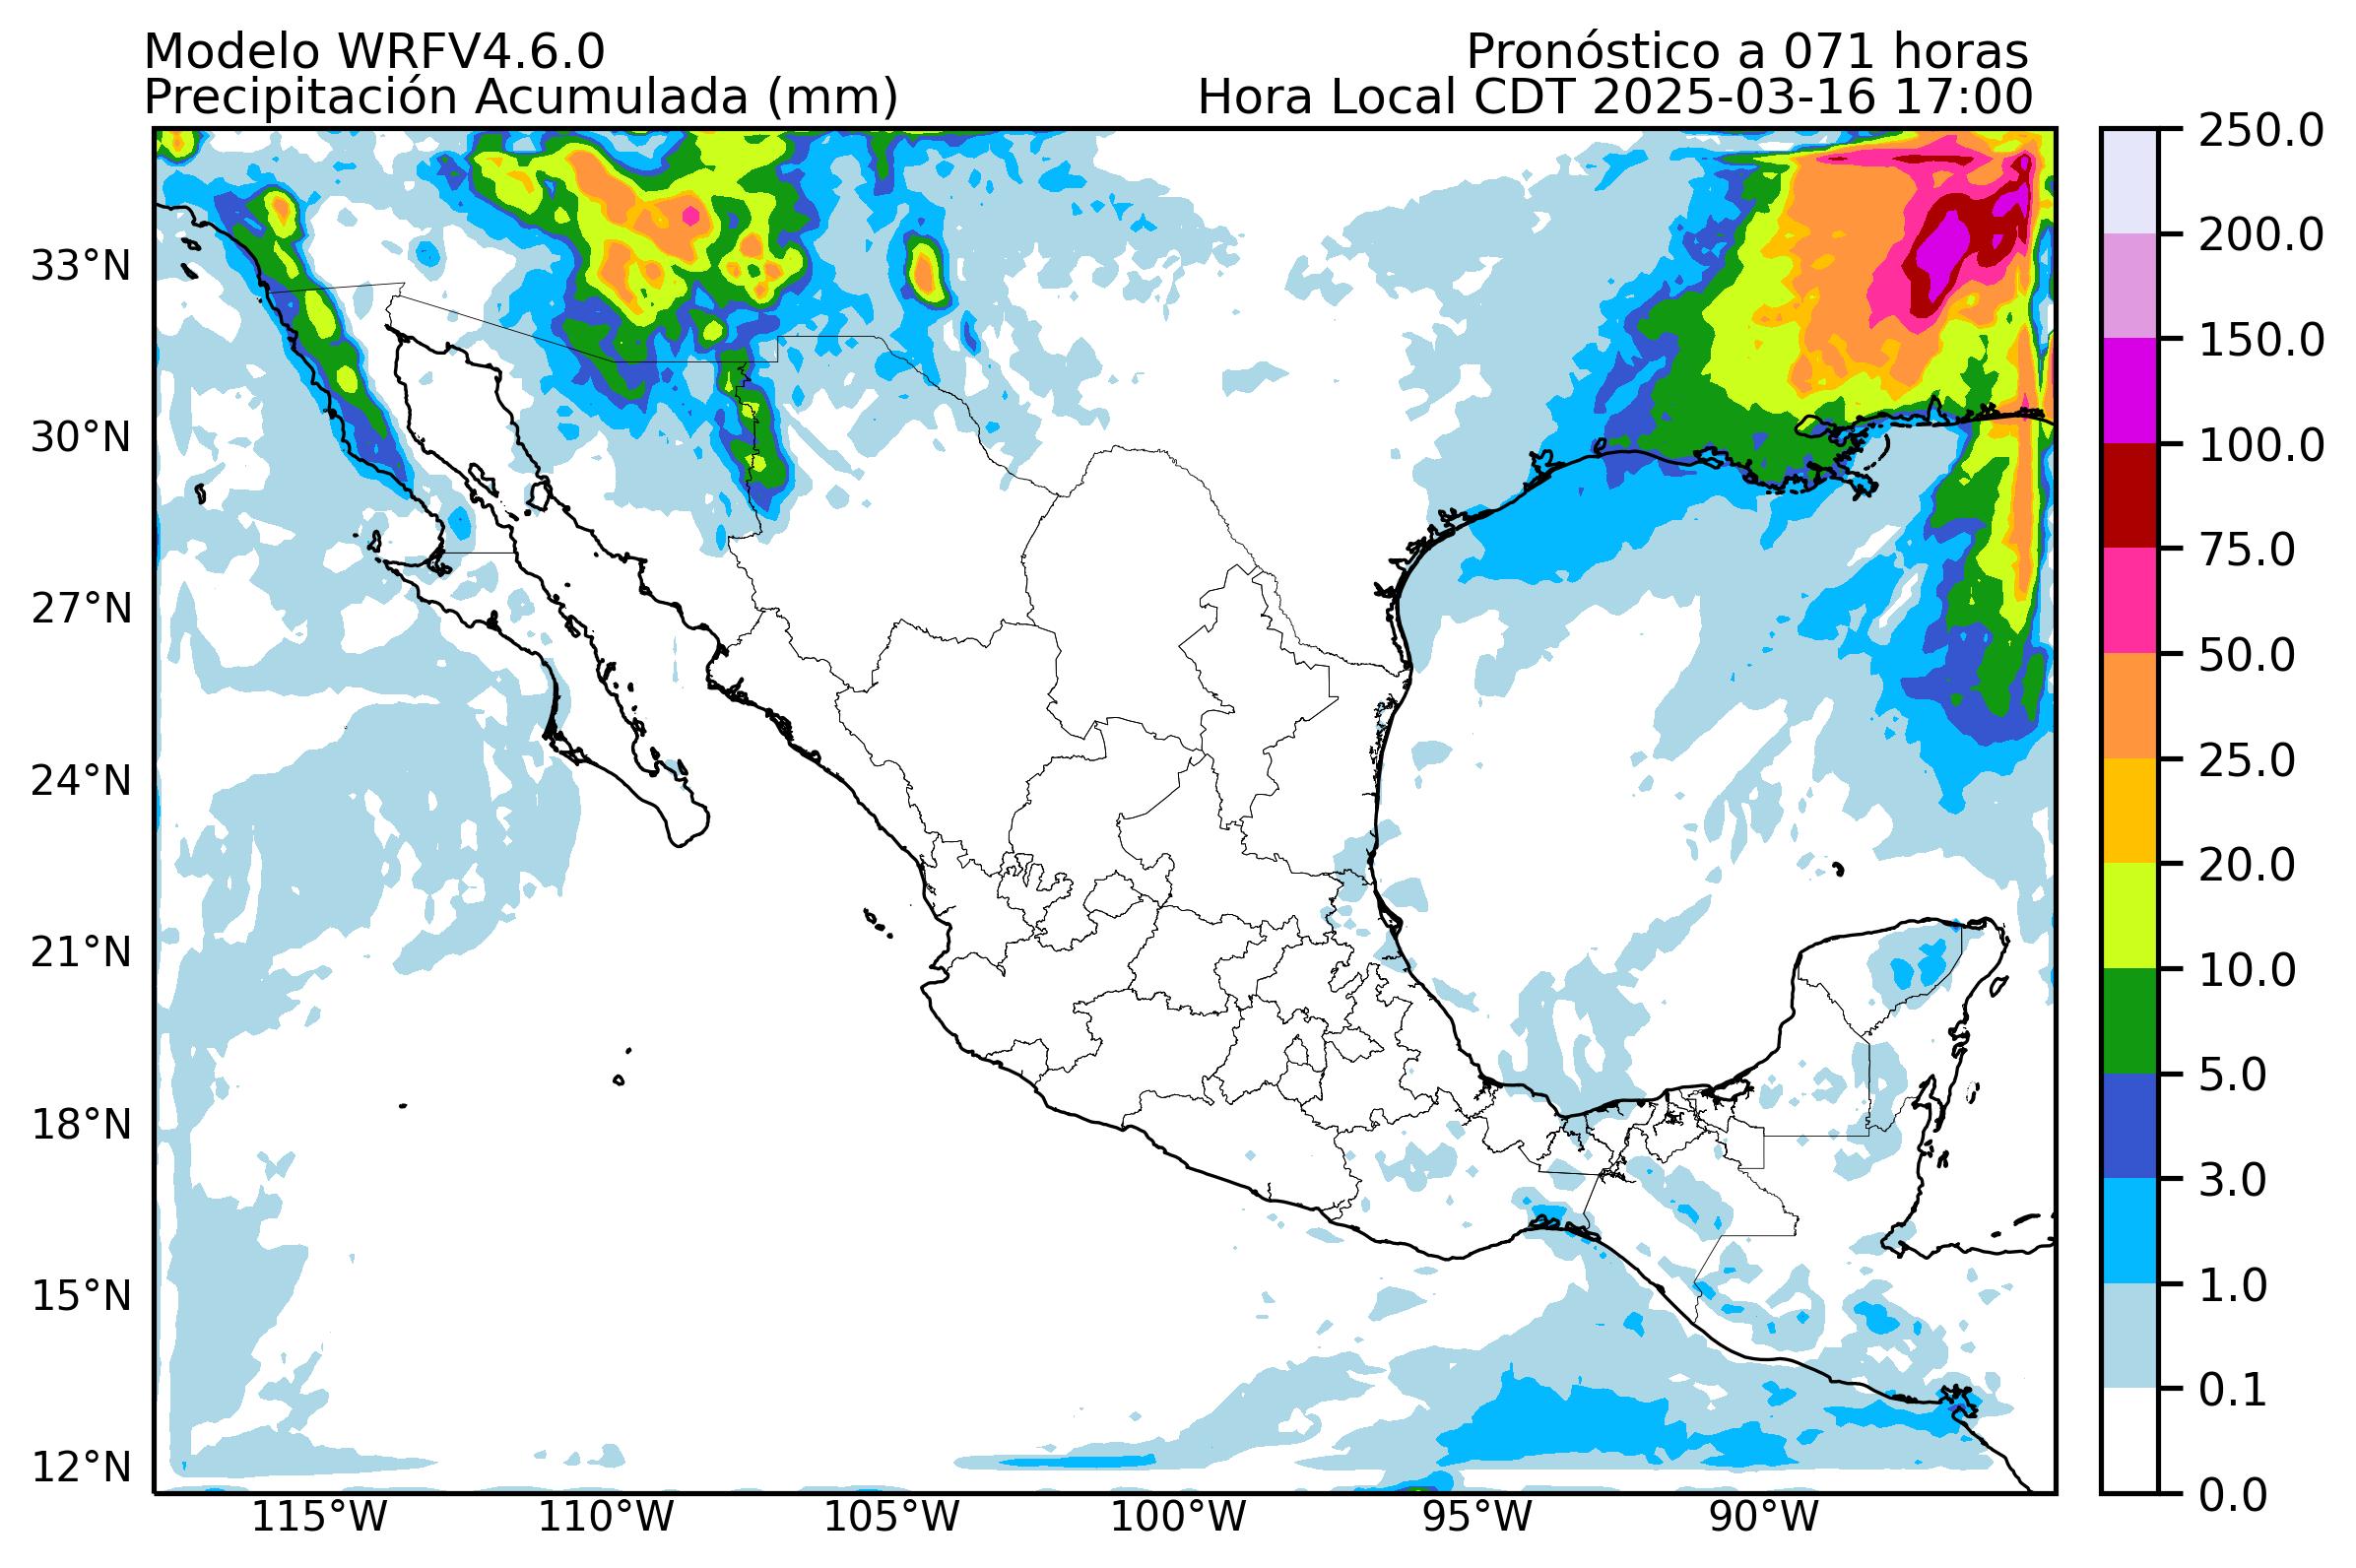 Modelo WRFV4.6.0
Pronóstico a 071 horas
Precipitación Acumulada (mm)
Hora Local CDT 2025-03-16 17:00
250.0
200.0
150.0
100.0
75.0
50.0
25.0
20.0
10.0
5.0
3.0
1.0
0.1
0.0
33°N
30°N
27°N
24°N
21°N
18°N
15°N
12°N
115°W
110°W
105°W
100°W
95°W
90°W